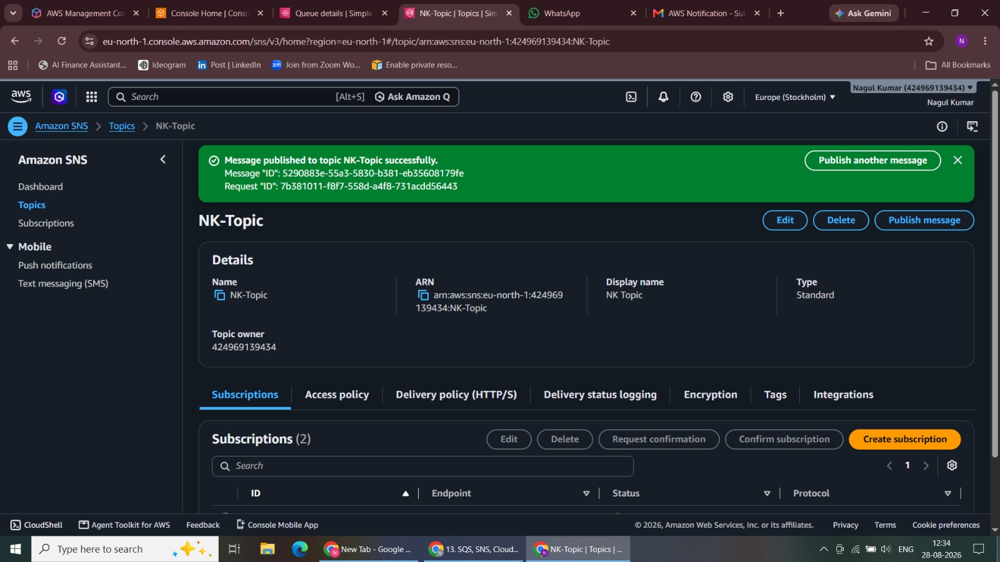 AWS Management Co
Console Home | Conso
Queue details | Simple
NK-Topic | Topics | Sim
WhatsApp
AWS Notification - Sub
Ask Gemini
eu-north-1.console.aws.amazon.com/sns/v3/home?region=eu-north-1#/topic/arn:aws:sns:eu-north-1:424969139434:NK-Topic
N
AI Finance Assistant...
Ideogram
in Post | LinkedIn
zm Join from Zoom Wo...
Enable private reso...
All Bookmarks
aws
Search
[Alt+S]
Ask Amazon Q
Europe (Stockholm)
Nagul Kumar (424969139434)
Nagul Kumar
Amazon SNS
Topics
NK-Topic
Amazon SNS
Dashboard
Topics
Subscriptions
Mobile
Push notifications
Text messaging (SMS)
Message published to topic NK-Topic successfully.
Message "ID": 5290883e-55a3-5830-b381-eb35608179fe
Request "ID": 7b381011-f8f7-558d-a4f8-731acdd56443
Publish another message
NK-Topic
Edit
Delete
Publish message
Details
Name
NK-Topic
ARN
arn:aws:sns:eu-north-1:424969
139434:NK-Topic
Display name
NK Topic
Type
Standard
Topic owner
424969139434
Subscriptions
Access policy
Delivery policy (HTTP/S)
Delivery status logging
Encryption
Tags
Integrations
Subscriptions (2)
Edit
Delete
Request confirmation
Confirm subscription
Create subscription
Search
1
ID
Endpoint
Status
Protocol
CloudShell
Agent Toolkit for AWS
Feedback
Console Mobile App
© 2026, Amazon Web Services, Inc. or its affiliates.
Privacy
Terms
Cookie preferences
Type here to search
New Tab - Google ...
13. SQS, SNS, Cloud...
NK-Topic | Topics | ...
ENG
12:34
28-08-2026